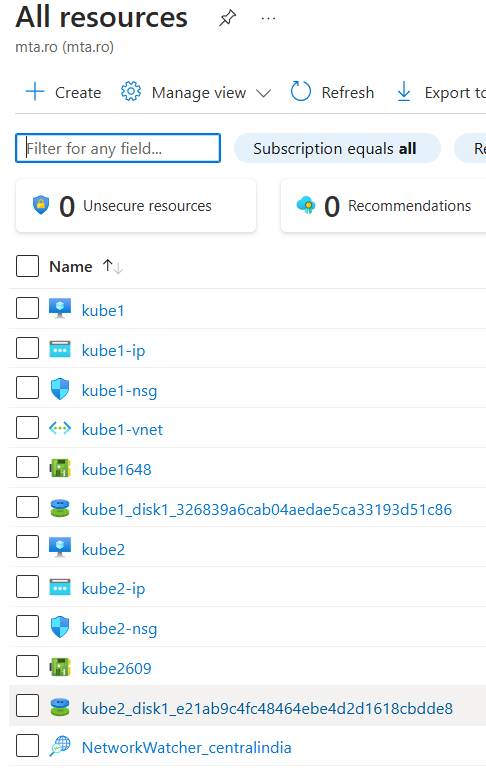 All resources
...
mta.ro (mta.ro)
Create Manage view Refresh Export to
Filter for any field... Subscription equals all Re
0 Unsecure resources 0 Recommendations
Name
kube1
kube1-ip
kube1-nsg
kube1-vnet
kube1648
kube1_disk1_326839a6cab04aedae5ca33193d51c86
kube2
kube2-ip
kube2-nsg
kube2609
kube2_disk1_e21ab9c4fc48464ebe4d2d1618cbdde8
NetworkWatcher_centralindia